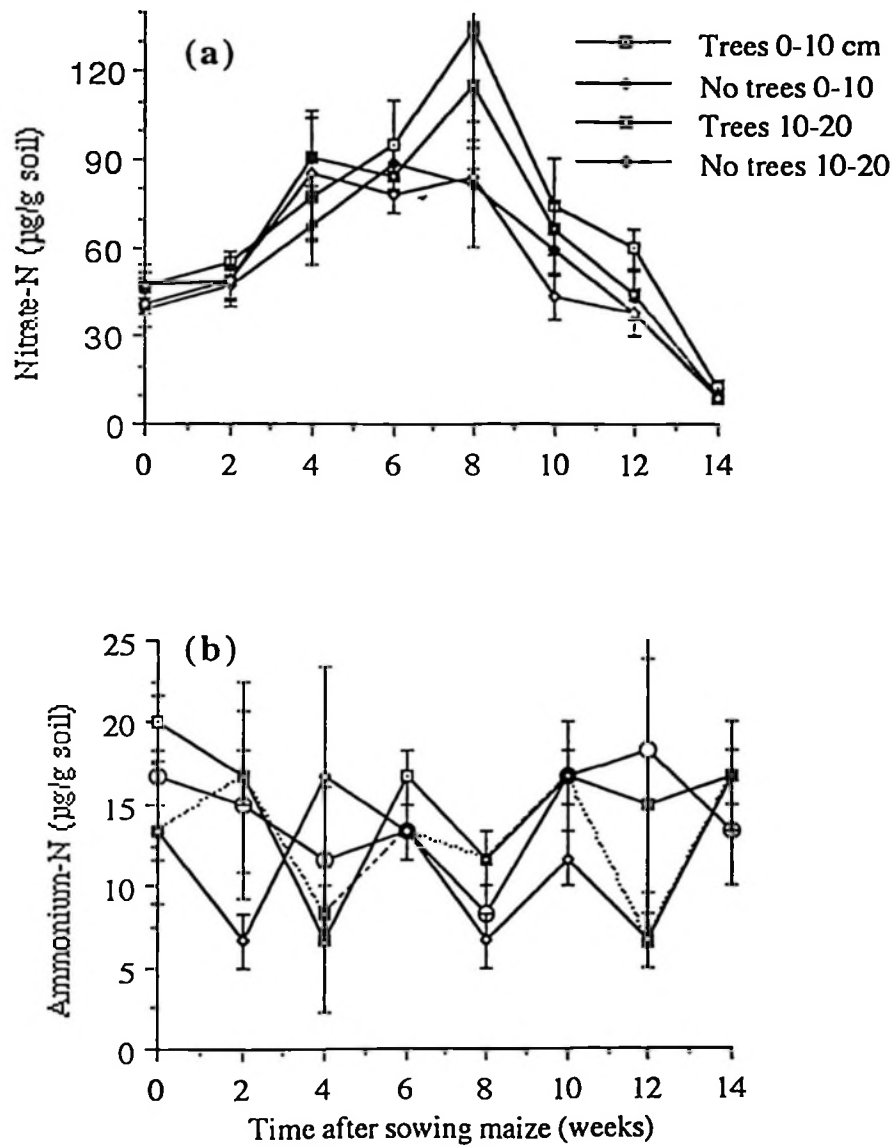 (a)
Trees 0-10 cm
No trees 0-10
Trees 10-20
No trees 10-20
Nitrate-N (µg/g soil)
120
90
60
30
0
0 2 4 6 8 10 12 14
(b)
Ammonium-N (µg/g soil)
25
20
15
10
5
0
0 2 4 6 8 10 12 14
Time after sowing maize (weeks)